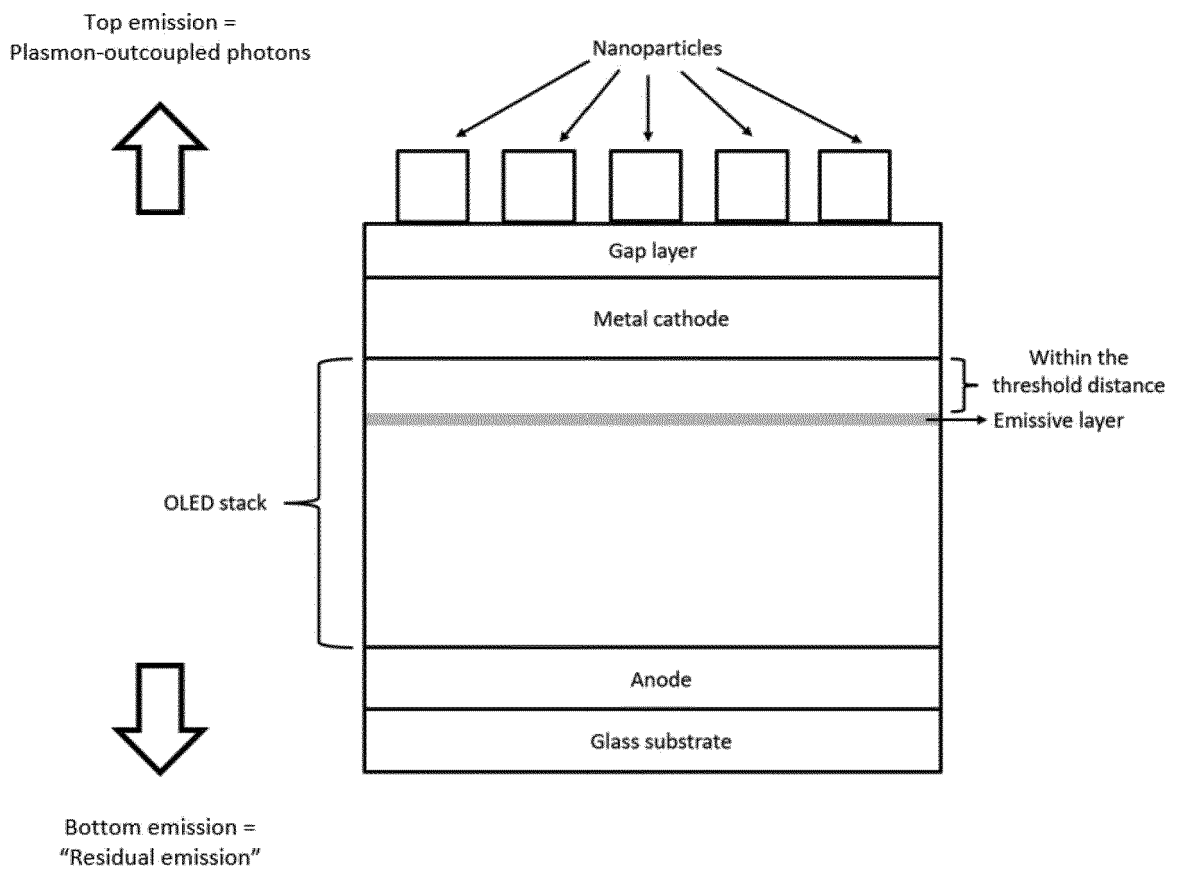 Top emission =
Plasmon-outcoupled photons
Nanoparticles
Gap layer
Metal cathode
Within the
threshold distance
Emissive layer
OLED stack
Anode
Glass substrate
Bottom emission =
“Residual emission”